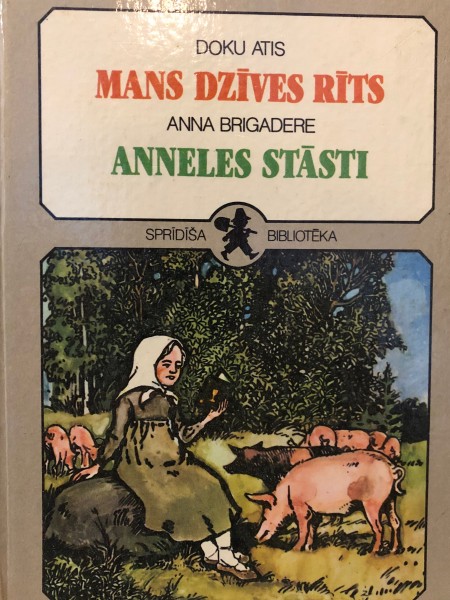 DOKU ATIS
MANS DZĪVES RĪTS
ANNA BRIGADERE
ANNELES STĀSTI
SPRĪDĪŠA BIBLIOTĒKA